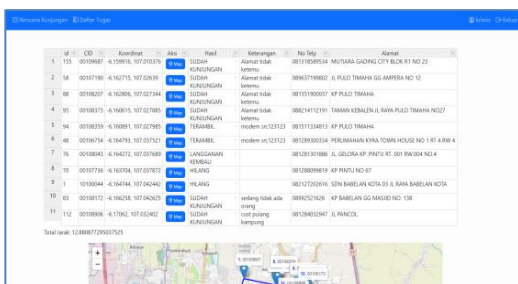 Rencana Kunjungan Daftar Tugas krisno Keluar
id CID Koordinat Aksi Hasil Keterangan No Telp Alamat
1 155 00109687 -6.159918, 107.010376 Map SUDAH KUNJUNGAN Alamat tidak ketemu 081318589534 MUTIARA GADING CITY BLOK R1 NO 23
2 58 00107190 -6.162715, 107.02639 Map SUDAH KUNJUNGAN Alamat tidak ketemu 089637199802 JL PULO TIMAHA GG AMPERA NO 12
3 88 00108207 -6.162806, 107.027344 Map SUDAH KUNJUNGAN Alamat tidak ketemu 081351900037 KP PULO TIMAHA
4 95 00108373 -6.160615, 107.027885 Map SUDAH KUNJUNGAN Alamat tidak ketemu 088214112191 TAMAN KEBALEN JL RAYA PULO TIMAHA NO27
5 94 00108359 -6.160891, 107.027985 Map TERAMBIL modem sn:123123 081511334813 KP PULO TIMAHA
6 48 00106754 -6.164793, 107.037521 Map TERAMBIL modem sn:123123 081289300334 PERUMAHAN KYRA TOWN HOUSE NO 1 RT 4 RW 4
7 76 00108045 -6.164272, 107.037689 Map LANGGANAN KEMBALI 081281301886 JL GELORA KP. PINTU RT. 001 RW.004 NO.4
8 70 00107736 -6.163704, 107.037872 Map HILANG 081288099619 KP PINTU NO 67
9 1 10100044 -6.164744, 107.042442 Map HILANG 082127202616 SDN BABELAN KOTA 03 JL RAYA BABELAN KOTA
10 83 00108172 -6.166258, 107.042625 Map SUDAH KUNJUNGAN sedang tidak ada orang 08992521626 KP BABELAN GG MASJID NO. 138
11 112 00108906 -6.17062, 107.032402 Map SUDAH KUNJUNGAN cust pulang kampung 081284032947 JL PANCOL
Total Jarak: 12.880877295037525